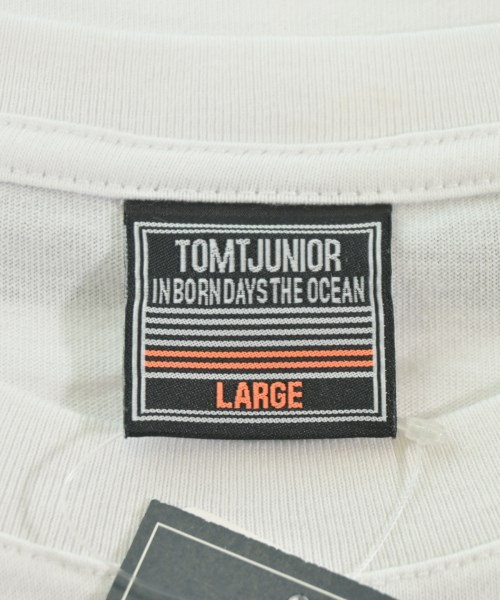 TOMTJUNIOR
IN BORN DAYS THE OCEAN
LARGE